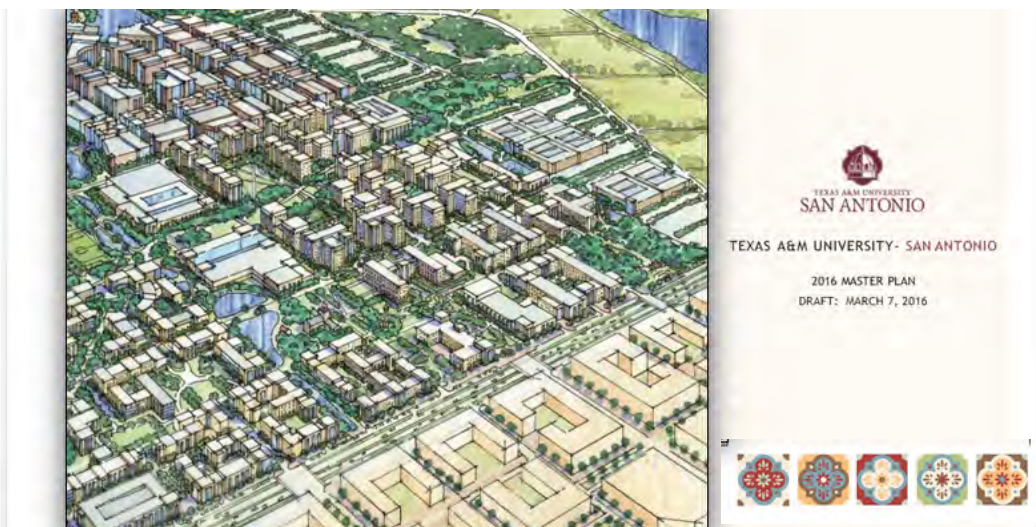 TEXAS A&M UNIVERSITY
SAN ANTONIO
TEXAS A&M UNIVERSITY- SAN ANTONIO
2016 MASTER PLAN
DRAFT: MARCH 7, 2016